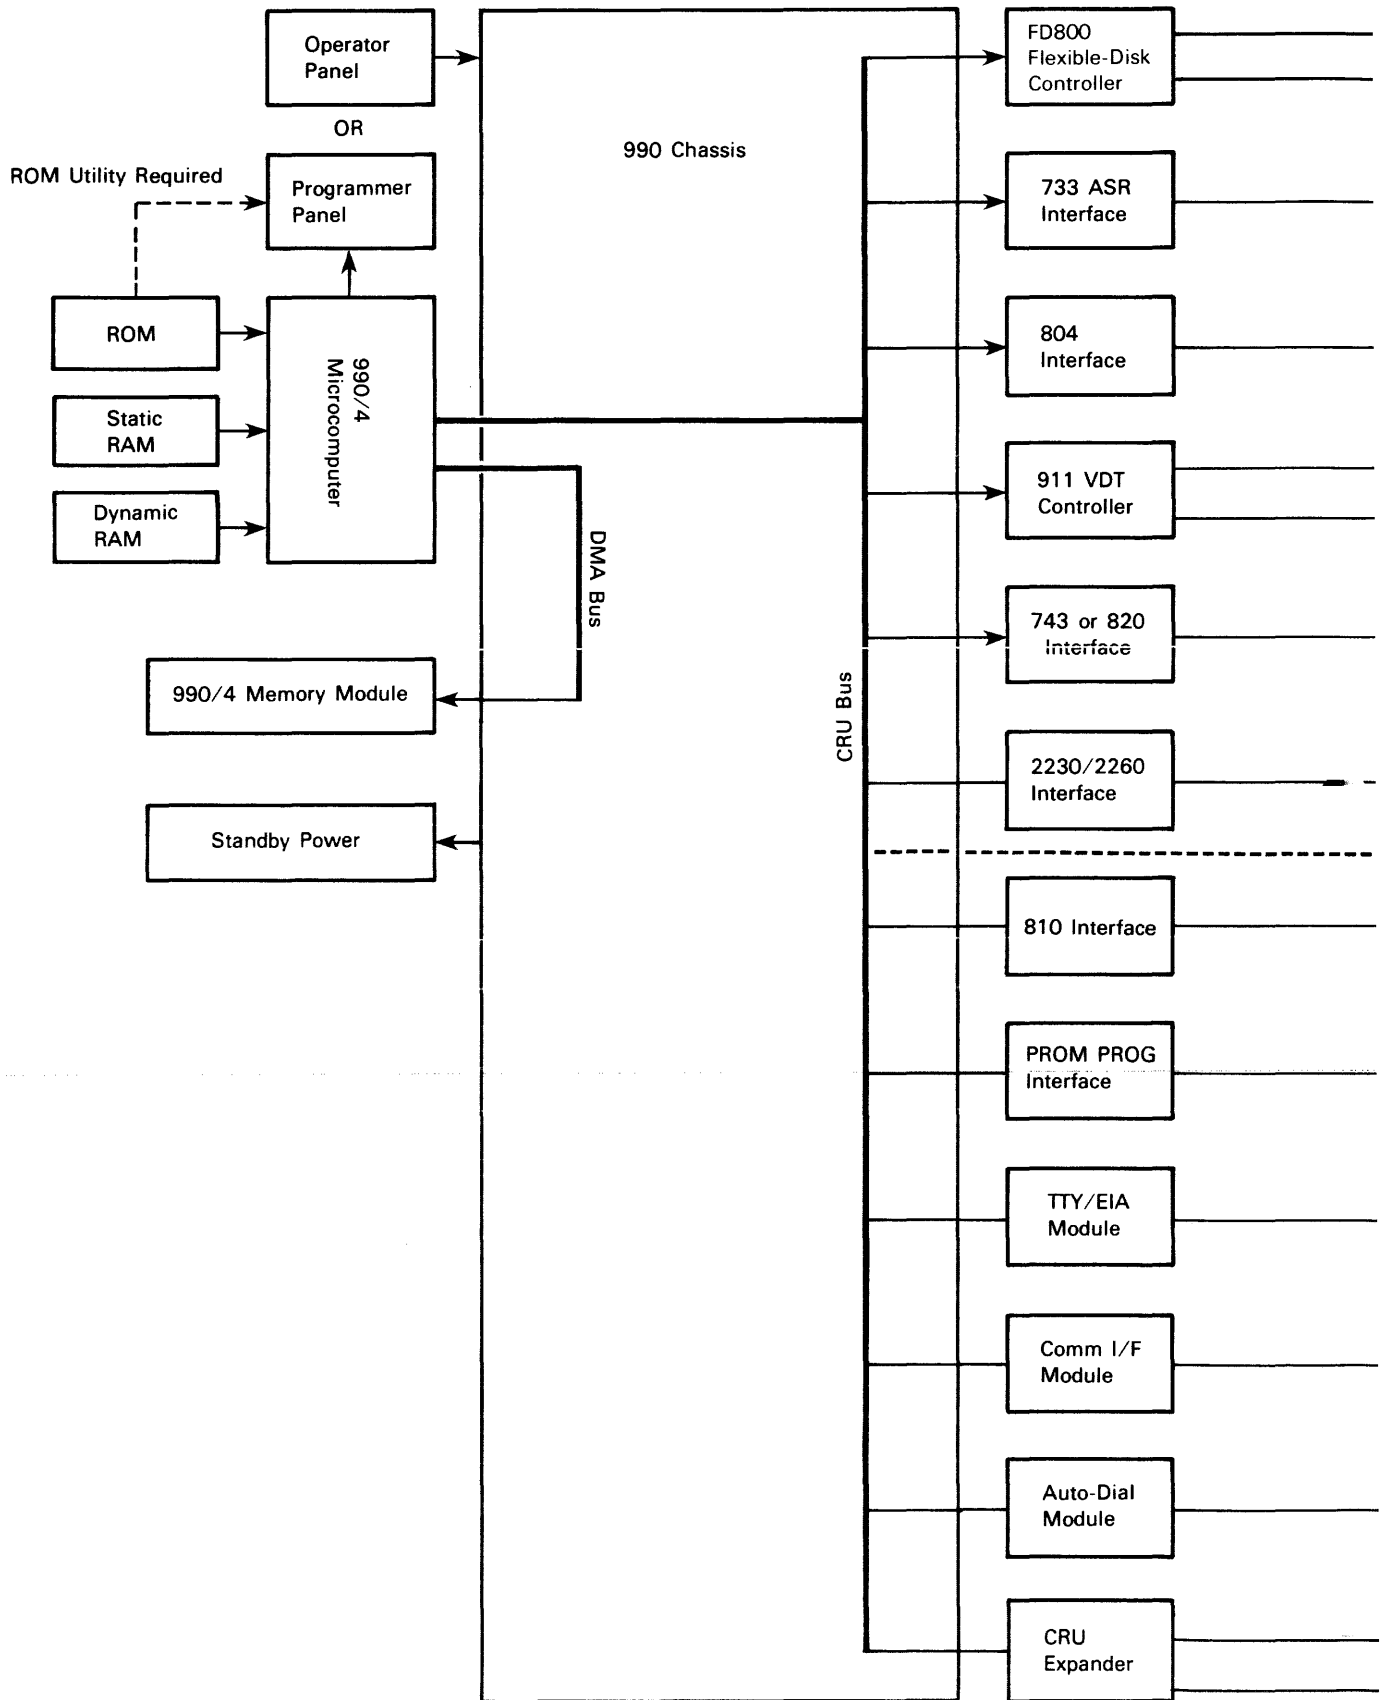 Operator
Panel
OR
ROM Utility Required
Programmer
Panel
ROM
Static
RAM
Dynamic
RAM
990/4
Microcomputer
990/4 Memory Module
Standby Power
990 Chassis
DMA Bus
CRU Bus
FD800
Flexible-Disk
Controller
733 ASR
Interface
804
Interface
911 VDT
Controller
743 or 820
Interface
2230/2260
Interface
810 Interface
PROM PROG
Interface
TTY/EIA
Module
Comm I/F
Module
Auto-Dial
Module
CRU
Expander